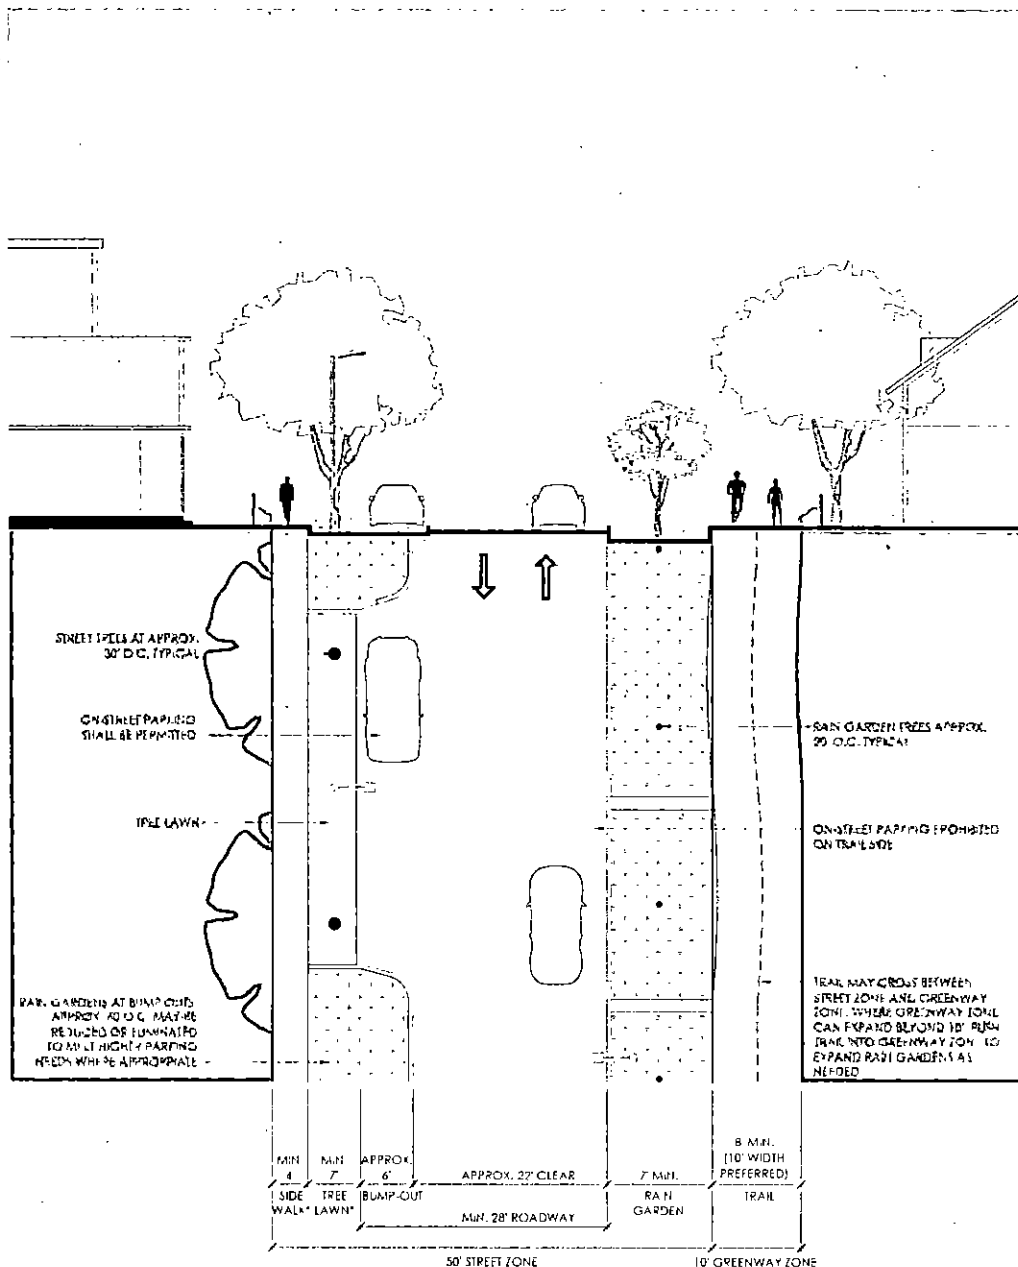 STREET TREES AT APPROX.
30' O.C. TYPICAL
ON-STREET PARKING
SHALL BE PERMITTED
TREE LAWN
RAIN GARDENS AT BUMP OUTS
APPROX. O.C. MAY BE
REDUCED OR ELIMINATED
TO MEET HIGHER PARKING
NEEDS WHERE APPROPRIATE
RAIN GARDEN TREES APPROX.
O.C. TYPICAL
ON-STREET PARKING PROHIBITED
ON TRAIL SIDE
TRAIL MAY CROSS BETWEEN
STREET ZONE AND GREENWAY
ZONE. WHERE GREENWAY ZONE
CAN EXPAND BEYOND 10' PUSH
TRAIL INTO GREENWAY ZONE TO
EXPAND RAIN GARDENS AS
NEEDED
MIN
4
SIDE
WALK*
MIN
7'
TREE
LAWN*
APPROX.
6'
BUMP-OUT
APPROX. 22' CLEAR
MIN. 28' ROADWAY
7' MIN.
RAIN
GARDEN
8 MIN.
(10' WIDTH
PREFERRED)
TRAIL
50' STREET ZONE
10' GREENWAY ZONE